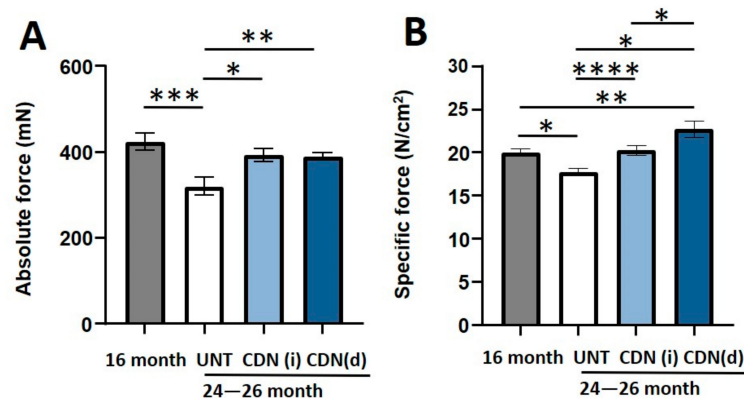 A
Absolute force (mN)
600
400
200
0
***
*
**
16 month UNT CDN (i) CDN(d)
24—26 month
B
Specific force (N/cm²)
30
25
20
15
10
5
0
*
*
****
**
*
16 month UNT CDN (i) CDN(d)
24—26 month